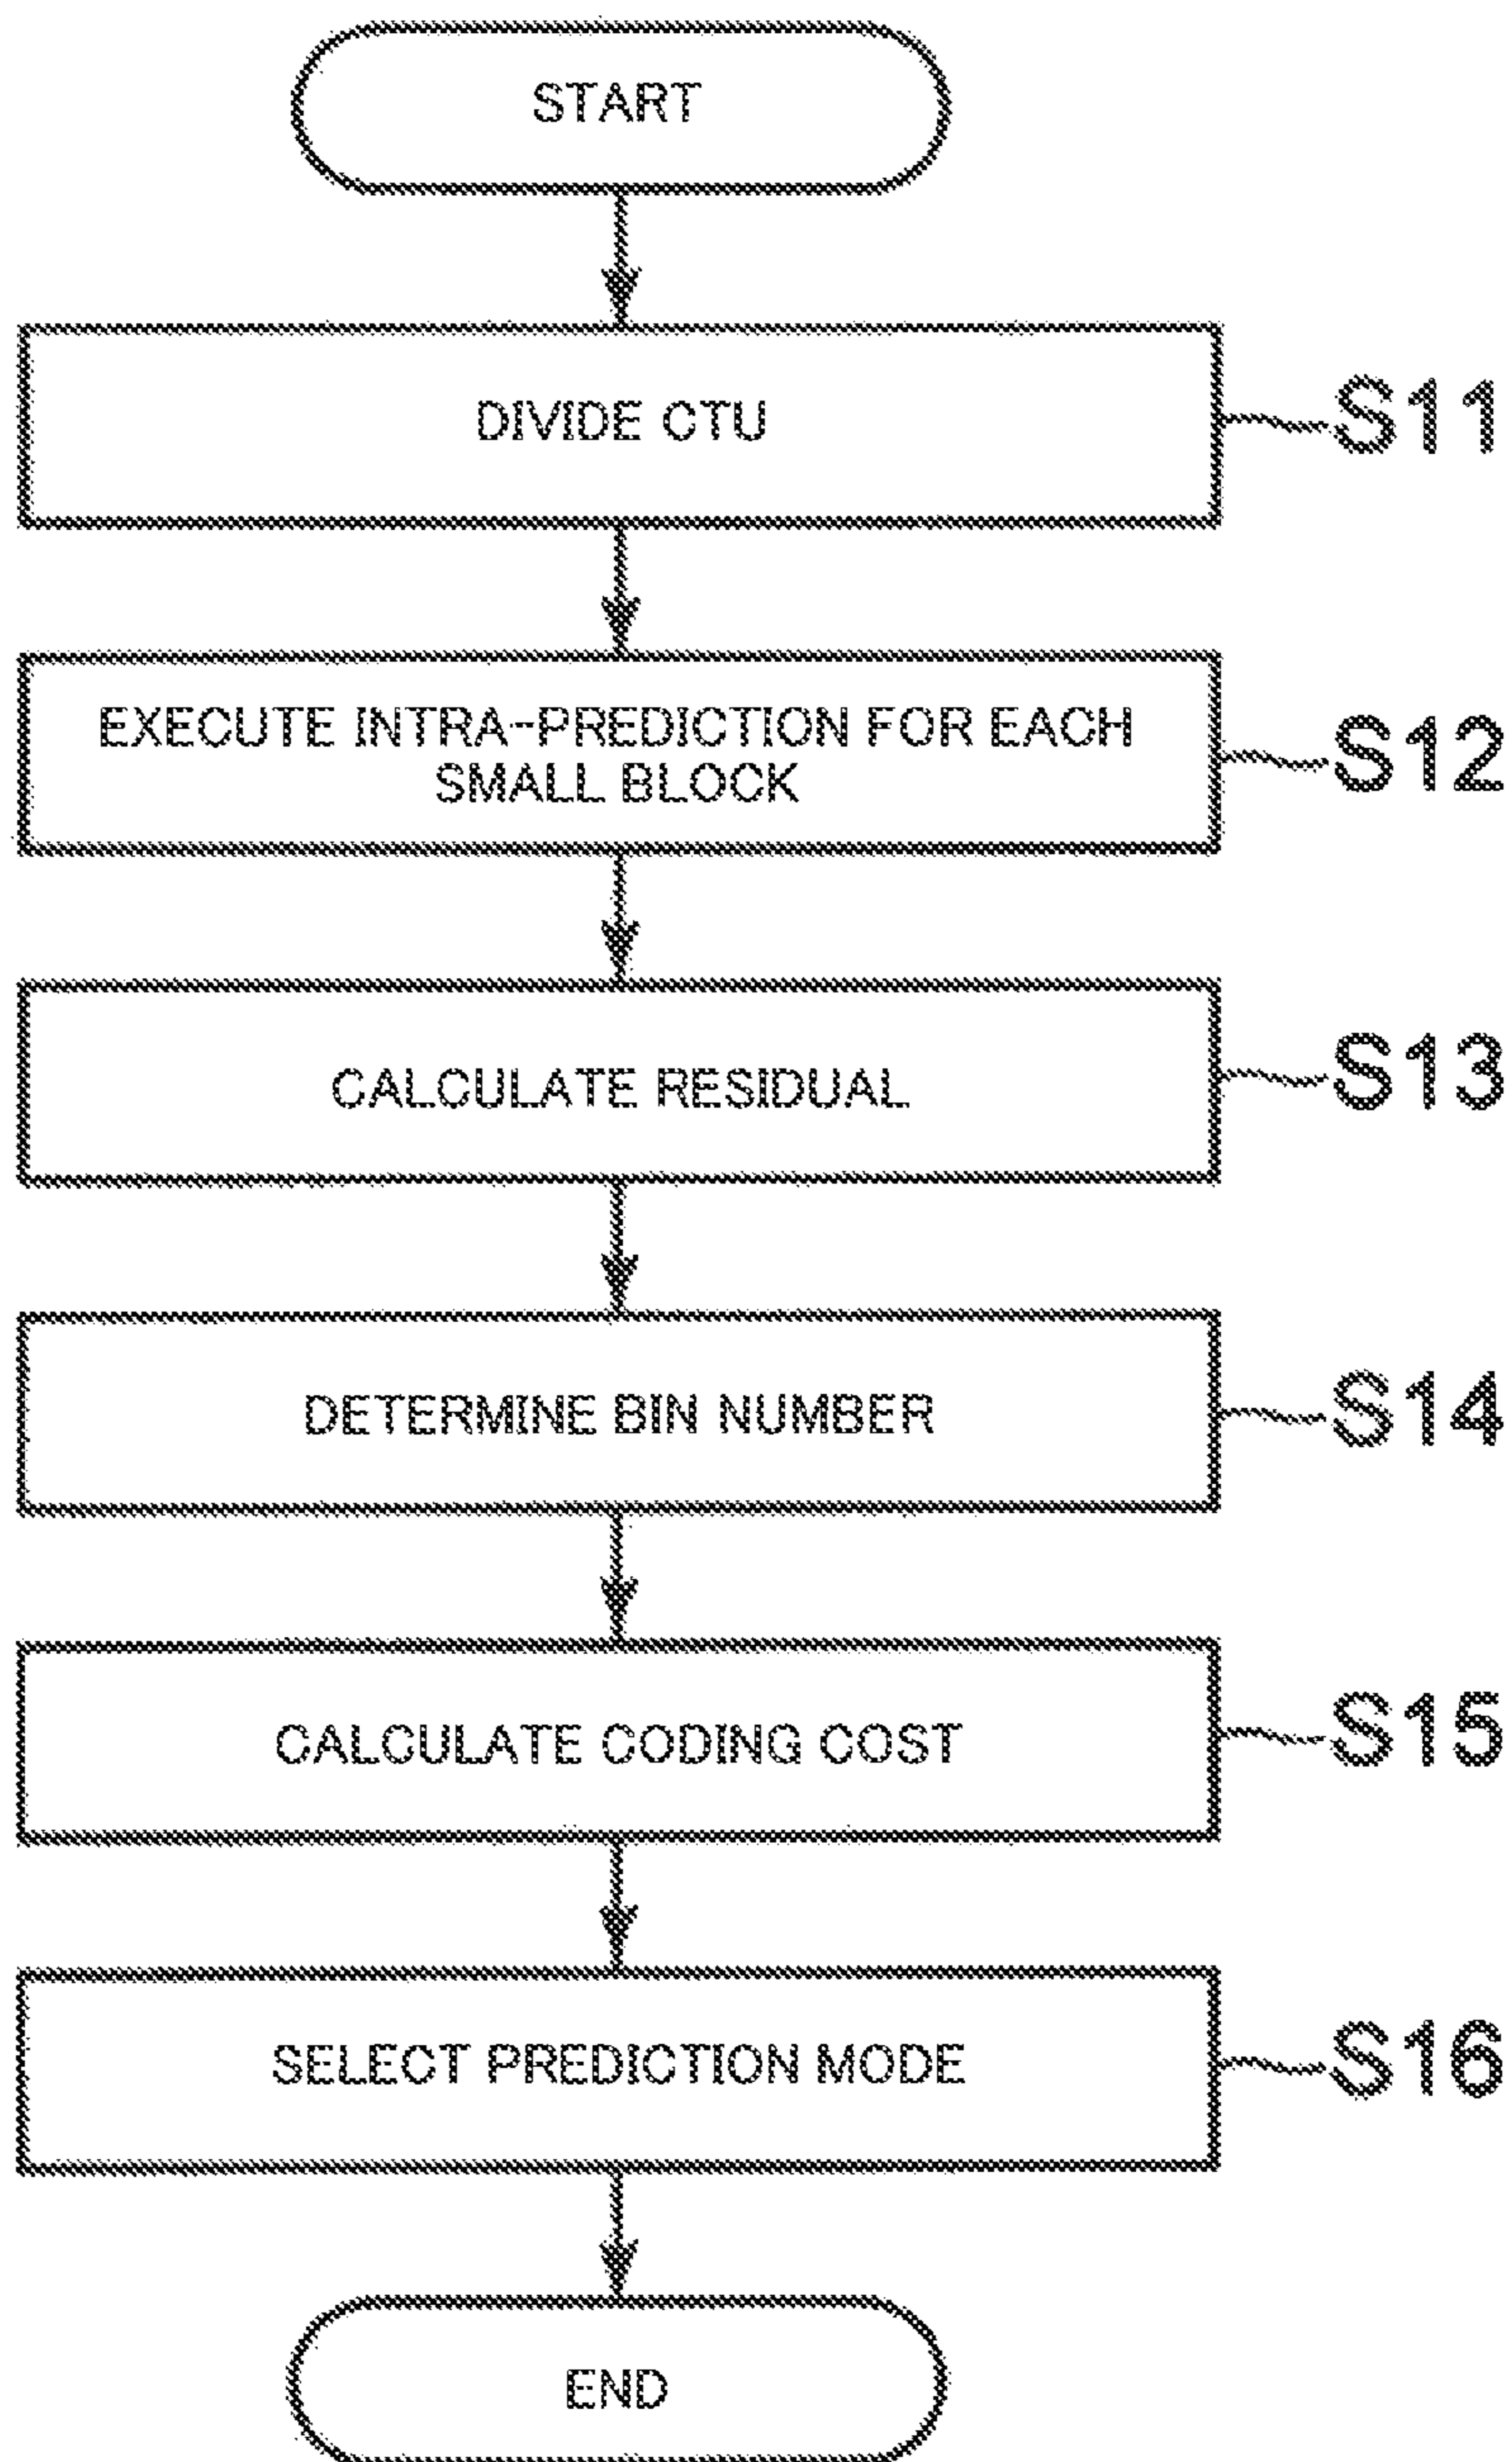 START
DIVIDE CTU
S11
EXECUTE INTRA-PREDICTION FOR EACH
SMALL BLOCK
S12
CALCULATE RESIDUAL
S13
DETERMINE BIN NUMBER
S14
CALCULATE CODING COST
S15
SELECT PREDICTION MODE
S16
END